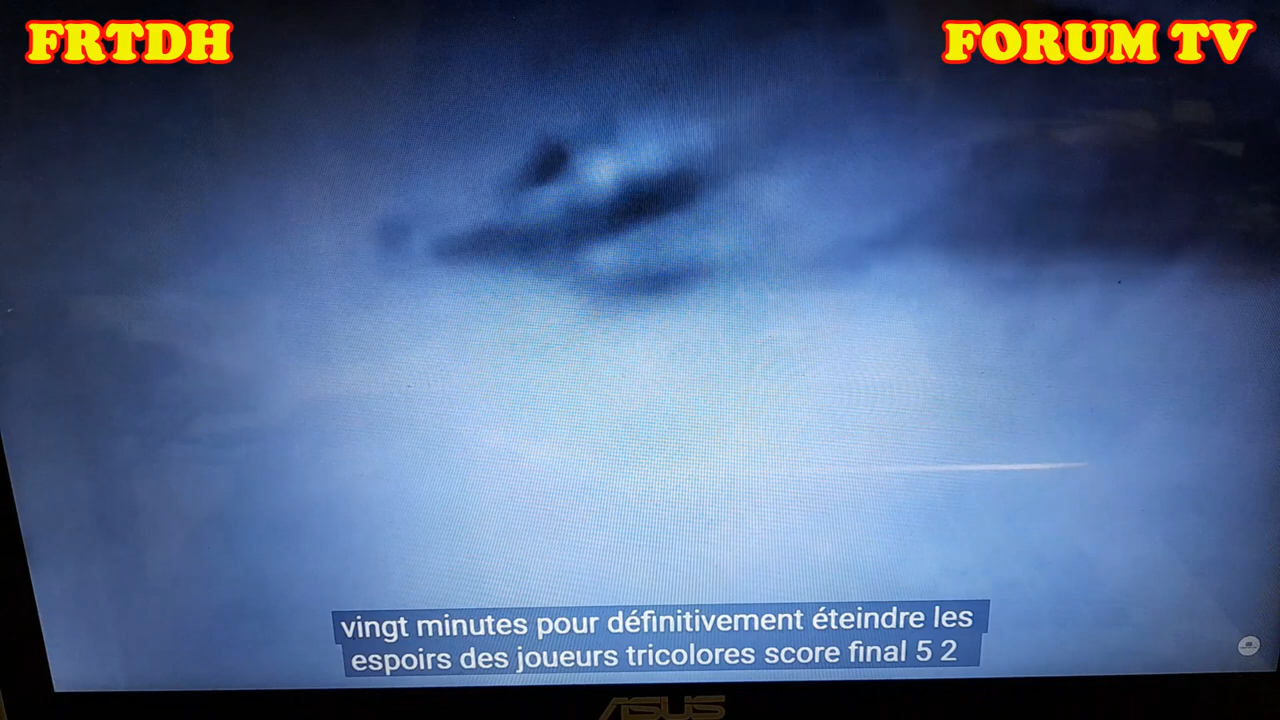 FRTDH
FORUM TV
vingt minutes pour définitivement éteindre les
espoirs des joueurs tricolores score final 5 2
ASUS